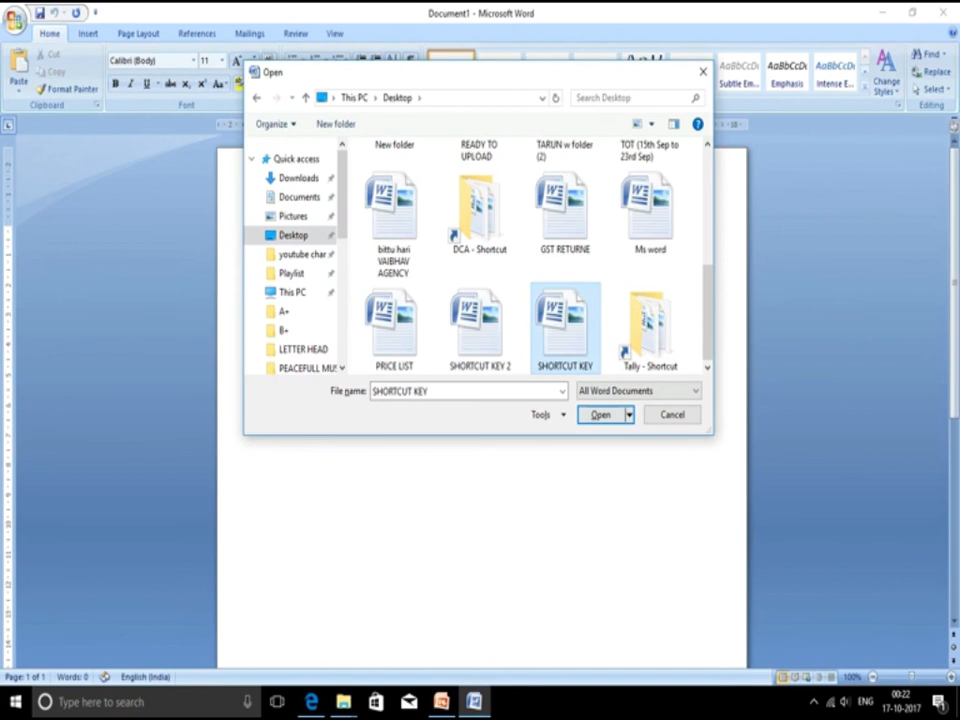 Document1 - Microsoft Word
Home Insert Page Layout References Mailings Review View
Cut
Copy
Format Painter
Paste
Clipboard
Calibri (Body) 11
B I U abc x₂ x² Aa
Font
AaBbCcDc AaBbCcDc AaBbCcDc
Subtle Em... Emphasis Intense E...
Change Styles
Find
Replace
Select
Editing
Open
This PC Desktop
Search Desktop
Organize New folder
Quick access
Downloads
Documents
Pictures
Desktop
youtube char
Playlist
This PC
A+
B+
LETTER HEAD
PEACEFULL MUS
New folder
READY TO UPLOAD
TARUN w folder (2)
TOT (15th Sep to 23rd Sep)
bittu hari VAIBHAV AGENCY
DCA - Shortcut
GST RETURNE
Ms word
PRICE LIST
SHORTCUT KEY 2
SHORTCUT KEY
Tally - Shortcut
File name: SHORTCUT KEY
All Word Documents
Tools Open Cancel
Page: 1 of 1 Words: 0 English (India) 100%
Type here to search
ENG
00:22
17-10-2017